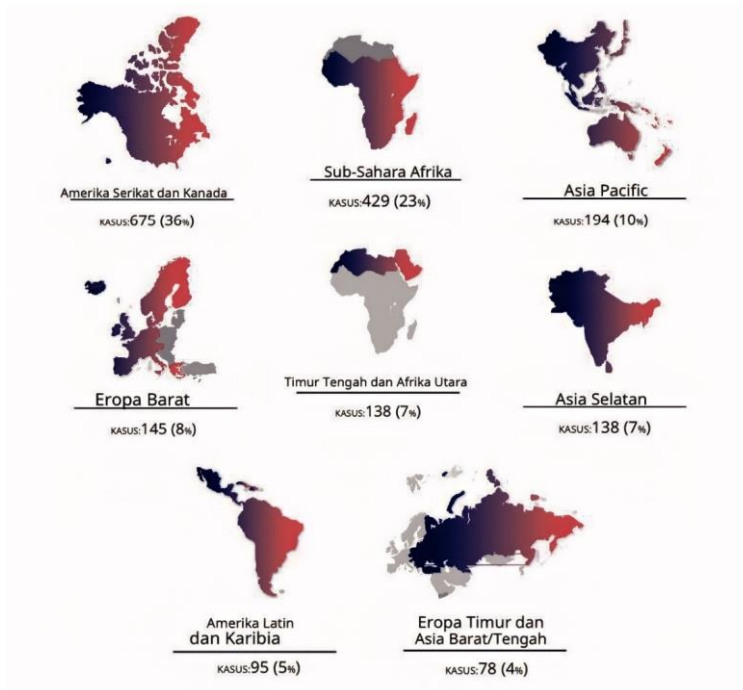 Amerika Serikat dan Kanada
KASUS:675 (36%)
Sub-Sahara Afrika
KASUS:429 (23%)
Asia Pacific
KASUS:194 (10%)
Eropa Barat
KASUS:145 (8%)
Timur Tengah dan Afrika Utara
KASUS:138 (7%)
Asia Selatan
KASUS:138 (7%)
Amerika Latin
dan Karibia
KASUS:95 (5%)
Eropa Timur dan
Asia Barat/Tengah
KASUS:78 (4%)